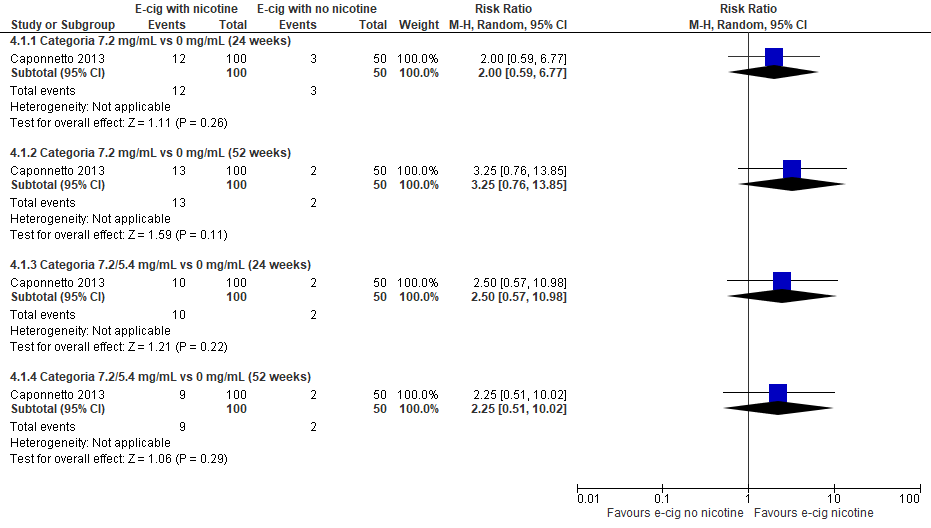 E-cig with nicotine E-cig with no nicotine Risk Ratio Risk Ratio
Study or Subgroup Events Total Events Total Weight M-H, Random, 95% CI M-H, Random, 95% CI
4.1.1 Categoria 7.2 mg/mL vs 0 mg/mL (24 weeks)
Caponnetto 2013 12 100 3 50 100.0% 2.00 [0.59, 6.77]
Subtotal (95% CI) 100 50 100.0% 2.00 [0.59, 6.77]
Total events 12 3
Heterogeneity: Not applicable
Test for overall effect: Z = 1.11 (P = 0.26)
4.1.2 Categoria 7.2 mg/mL vs 0 mg/mL (52 weeks)
Caponnetto 2013 13 100 2 50 100.0% 3.25 [0.76, 13.85]
Subtotal (95% CI) 100 50 100.0% 3.25 [0.76, 13.85]
Total events 13 2
Heterogeneity: Not applicable
Test for overall effect: Z = 1.59 (P = 0.11)
4.1.3 Categoria 7.2/5.4 mg/mL vs 0 mg/mL (24 weeks)
Caponnetto 2013 10 100 2 50 100.0% 2.50 [0.57, 10.98]
Subtotal (95% CI) 100 50 100.0% 2.50 [0.57, 10.98]
Total events 10 2
Heterogeneity: Not applicable
Test for overall effect: Z = 1.21 (P = 0.22)
4.1.4 Categoria 7.2/5.4 mg/mL vs 0 mg/mL (52 weeks)
Caponnetto 2013 9 100 2 50 100.0% 2.25 [0.51, 10.02]
Subtotal (95% CI) 100 50 100.0% 2.25 [0.51, 10.02]
Total events 9 2
Heterogeneity: Not applicable
Test for overall effect: Z = 1.06 (P = 0.29)
0.01 0.1 1 10 100
Favours e-cig no nicotine Favours e-cig nicotine